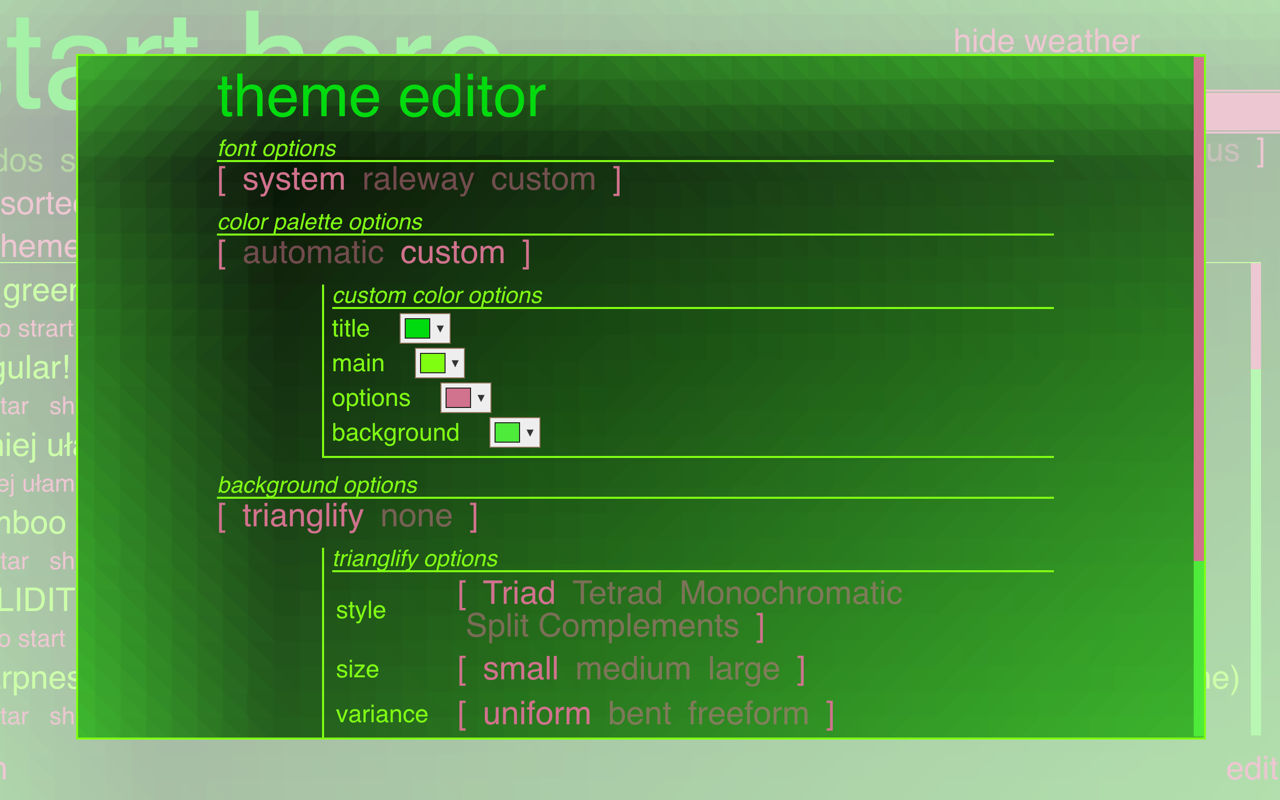 start here
hide weather
theme editor
font options
[ system raleway custom ]
color palette options
[ automatic custom ]
custom color options
title
main
options
background
background options
[ trianglify none ]
trianglify options
style [ Triad Tetrad Monochromatic
Split Complements ]
size [ small medium large ]
variance [ uniform bent freeform ]
dos s
us ]
sorte
heme
green
o strart
gular!
tar sh
niej uła
ej ułam
mboo
tar sh
LIDIT
o start
rpnes
ne)
tar sh
edit